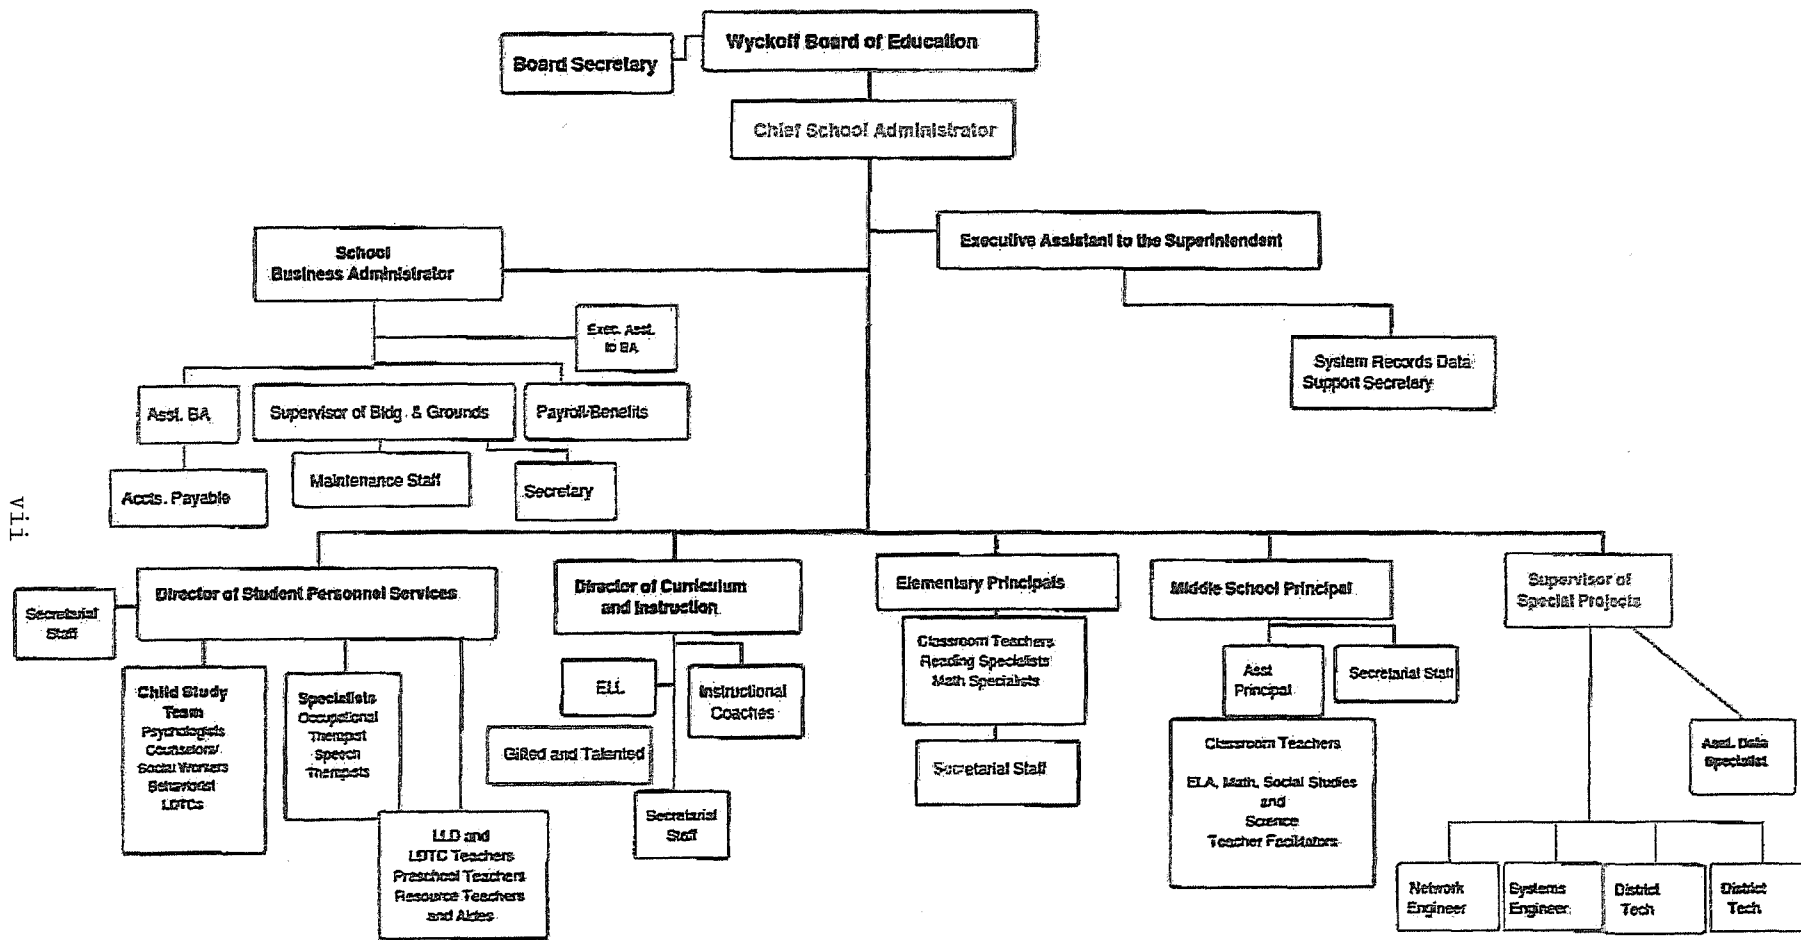 Wyckoff Board of Education
Board Secretary
Chief School Administrator
Executive Assistant to the Superintendent
School
Business Administrator
Exec. Asst.
to BA
System Records Data
Support Secretary
Asst. BA
Supervisor of Bldg. & Grounds
Payroll/Benefits
Accts. Payable
Maintenance Staff
Secretary
vii
Director of Student Personnel Services
Secretarial
Staff
Director of Curriculum
and Instruction
Elementary Principals
Middle School Principal
Supervisor of
Special Projects
Child Study
Team
Psychologists
Counselors/
Social Workers
Behaviorist
LDTCs
Specialists
Occupational
Therapist
Speech
Therapists
LLD and
LDTC Teachers
Preschool Teachers
Resource Teachers
and Aides
ELL
Instructional
Coaches
Gifted and Talented
Secretarial
Staff
Classroom Teachers
Reading Specialists
Math Specialists
Secretarial Staff
Asst
Principal
Secretarial Staff
Classroom Teachers
ELA, Math, Social Studies
and
Science
Teacher Facilitators
Asst. Data
Specialist
Network
Engineer
Systems
Engineer
District
Tech
District
Tech